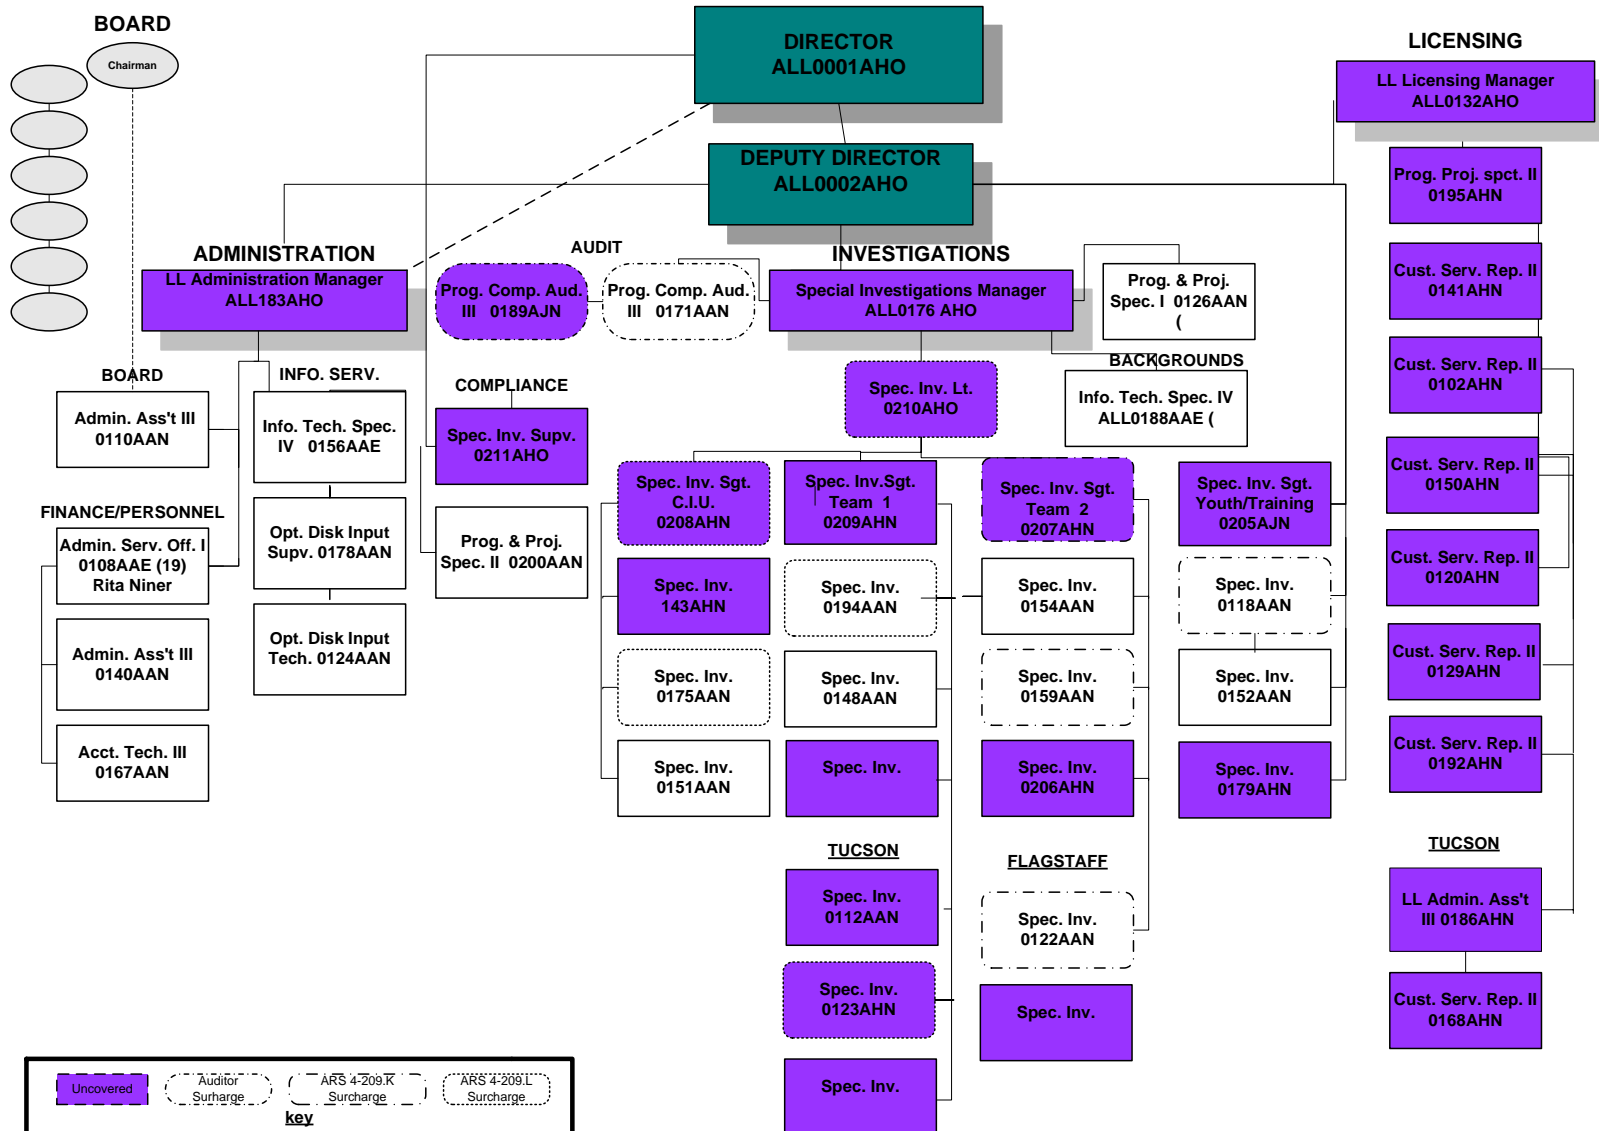 BOARD
Chairman
DIRECTOR
ALL0001AHO
DEPUTY DIRECTOR
ALL0002AHO
LICENSING
LL Licensing Manager
ALL0132AHO
ADMINISTRATION
LL Administration Manager
ALL183AHO
AUDIT
Prog. Comp. Aud.
III 0189AJN
Prog. Comp. Aud.
III 0171AAN
INVESTIGATIONS
Special Investigations Manager
ALL0176 AHO
Prog. & Proj.
Spec. I 0126AAN
(
BACKGROUNDS
Info. Tech. Spec. IV
ALL0188AAE (
BOARD
Admin. Ass't III
0110AAN
FINANCE/PERSONNEL
Admin. Serv. Off. I
0108AAE (19)
Rita Niner
Admin. Ass't III
0140AAN
Acct. Tech. III
0167AAN
INFO. SERV.
Info. Tech. Spec.
IV 0156AAE
Opt. Disk Input
Supv. 0178AAN
Opt. Disk Input
Tech. 0124AAN
COMPLIANCE
Spec. Inv. Supv.
0211AHO
Prog. & Proj.
Spec. II 0200AAN
Spec. Inv. Lt.
0210AHO
Spec. Inv. Sgt.
C.I.U.
0208AHN
Spec. Inv.
143AHN
Spec. Inv.
0175AAN
Spec. Inv.
0151AAN
Spec. Inv.Sgt.
Team 1
0209AHN
Spec. Inv.
0194AAN
Spec. Inv.
0148AAN
Spec. Inv.
TUCSON
Spec. Inv.
0112AAN
Spec. Inv.
0123AHN
Spec. Inv.
Spec. Inv. Sgt.
Team 2
0207AHN
Spec. Inv.
0154AAN
Spec. Inv.
0159AAN
Spec. Inv.
0206AHN
FLAGSTAFF
Spec. Inv.
0122AAN
Spec. Inv.
Spec. Inv. Sgt.
Youth/Training
0205AJN
Spec. Inv.
0118AAN
Spec. Inv.
0152AAN
Spec. Inv.
0179AHN
Prog. Proj. spct. II
0195AHN
Cust. Serv. Rep. II
0141AHN
Cust. Serv. Rep. II
0102AHN
Cust. Serv. Rep. II
0150AHN
Cust. Serv. Rep. II
0120AHN
Cust. Serv. Rep. II
0129AHN
Cust. Serv. Rep. II
0192AHN
TUCSON
LL Admin. Ass't
III 0186AHN
Cust. Serv. Rep. II
0168AHN
Uncovered
Auditor
Surharge
ARS 4-209.K
Surcharge
ARS 4-209.L
Surcharge
key